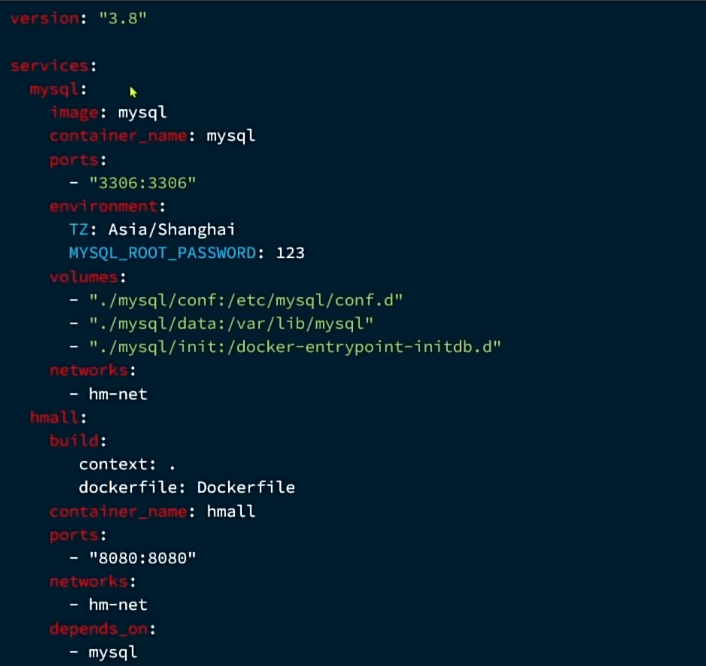 version: "3.8"
services:
  mysql:
    image: mysql
    container_name: mysql
    ports:
      - "3306:3306"
    environment:
      TZ: Asia/Shanghai
      MYSQL_ROOT_PASSWORD: 123
    volumes:
      - "./mysql/conf:/etc/mysql/conf.d"
      - "./mysql/data:/var/lib/mysql"
      - "./mysql/init:/docker-entrypoint-initdb.d"
    networks:
      - hm-net
  hmall:
    build:
       context: .
       dockerfile: Dockerfile
    container_name: hmall
    ports:
      - "8080:8080"
    networks:
      - hm-net
    depends_on:
      - mysql